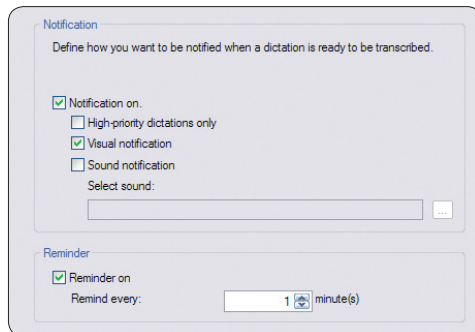 Notification
Define how you want to be notified when a dictation is ready to be transcribed.
Notification on.
High-priority dictations only
Visual notification
Sound notification
Select sound:
...
Reminder
Reminder on
Remind every: 1 minute(s)